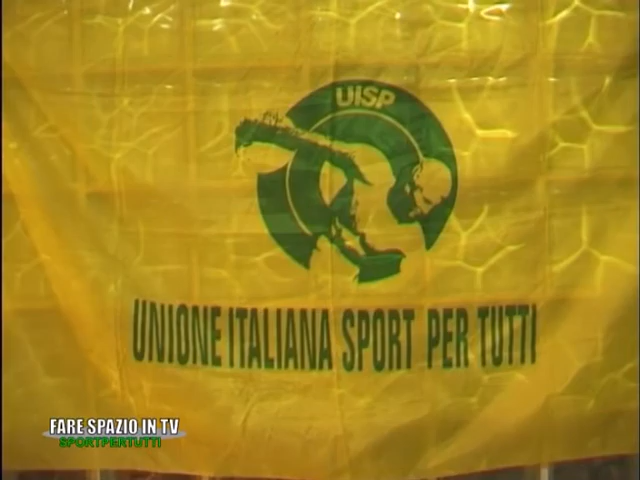 UISP
UNIONE ITALIANA SPORT PER TUTTI
FARE SPAZIO IN TV
SPORTPERTUTTI